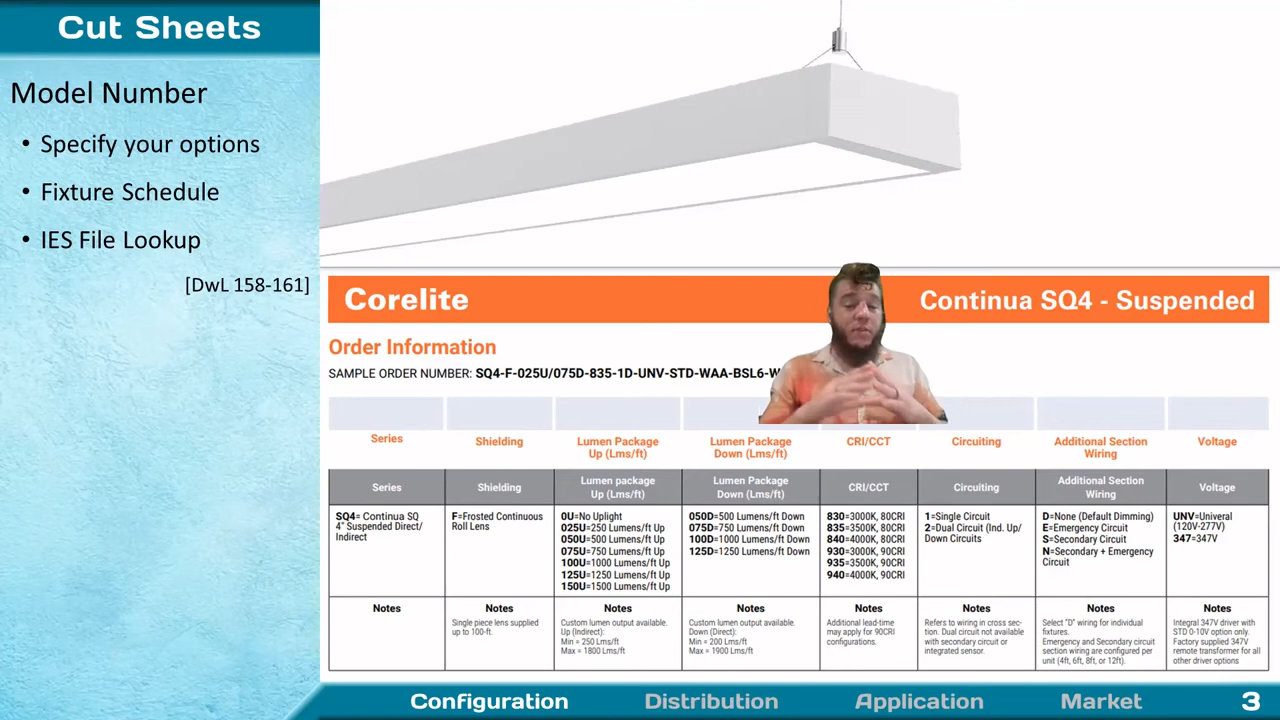 Cut Sheets
Model Number
• Specify your options
• Fixture Schedule
• IES File Lookup
[DwL 158-161]
Corelite
Continua SQ4 - Suspended
Order Information
SAMPLE ORDER NUMBER: SQ4-F-025U/075D-835-1D-UNV-STD-WAA-BSL6-W
Series
Shielding
Lumen Package
Up (Lms/ft)
Lumen Package
Down (Lms/ft)
CRI/CCT
Circuiting
Additional Section
Wiring
Voltage
Series
Shielding
Lumen package
Up (Lms/ft)
Lumen Package
Down (Lms/ft)
CRI/CCT
Circuiting
Additional Section
Wiring
Voltage
SQ4= Continua SQ
4" Suspended Direct/
Indirect
F=Frosted Continuous
Roll Lens
0U=No Uplight
025U=250 Lumens/ft Up
050U=500 Lumens/ft Up
075U=750 Lumens/ft Up
100U=1000 Lumens/ft Up
125U=1250 Lumens/ft Up
150U=1500 Lumens/ft Up
050D=500 Lumens/ft Down
075D=750 Lumens/ft Down
100D=1000 Lumens/ft Down
125D=1250 Lumens/ft Down
830=3000K, 80CRI
835=3500K, 80CRI
840=4000K, 80CRI
930=3000K, 90CRI
935=3500K, 90CRI
940=4000K, 90CRI
1=Single Circuit
2=Dual Circuit (Ind. Up/
Down Circuits)
D=None (Default Dimming)
E=Emergency Circuit
S=Secondary Circuit
N=Secondary + Emergency
Circuit
UNV=Univeral
(120V-277V)
347=347V
Notes
Notes
Single piece lens supplied
up to 100-ft.
Notes
Custom lumen output available.
Up (Indirect):
Min = 250 Lms/ft
Max = 1800 Lms/ft
Notes
Custom lumen output available.
Down (Direct):
Min = 200 Lms/ft
Max = 1900 Lms/ft
Notes
Additional lead-time
may apply for 90CRI
configurations.
Notes
Refers to wiring in cross sec-
tion. Dual circuit not available
with secondary circuit or
integrated sensor.
Notes
Select "D" wiring for individual
fixtures.
Emergency and Secondary circuit
section wiring are configured per
unit (4ft, 6ft, 8ft, or 12ft).
Notes
Integral 347V driver with
STD 0-10V option only.
Factory supplied 347V
remote transformer for all
other driver options
Configuration
Distribution
Application
Market
3